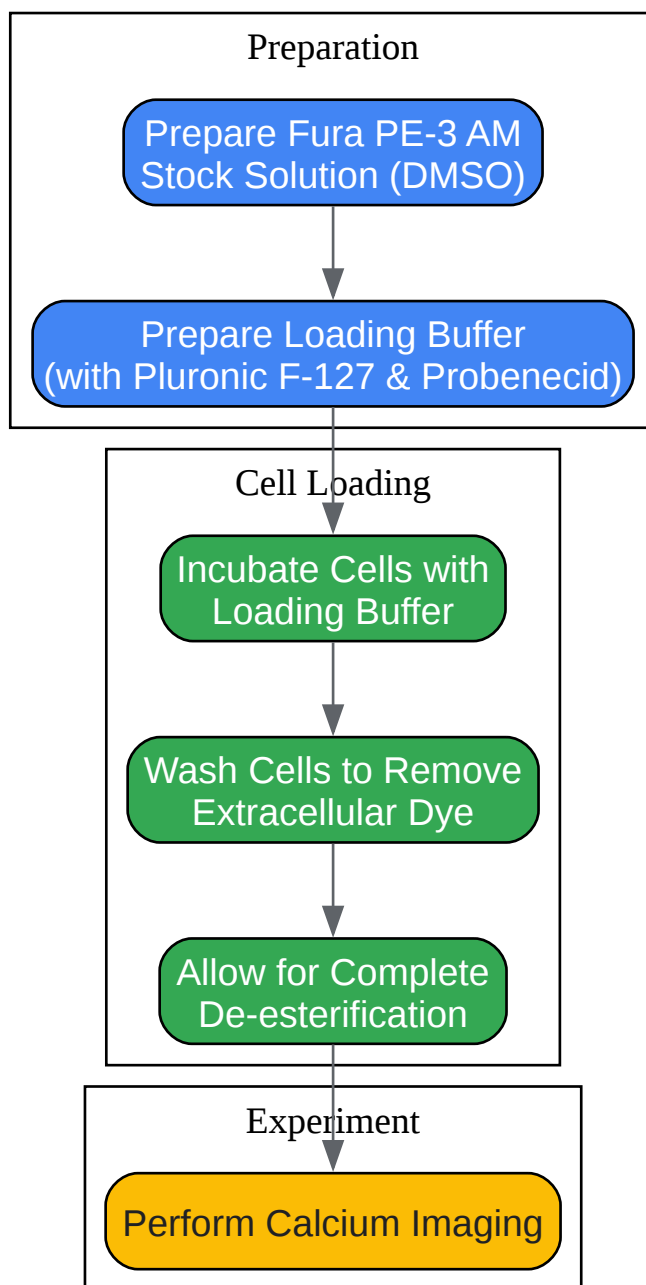 Preparation
Prepare Fura PE-3 AM
Stock Solution (DMSO)
Prepare Loading Buffer
(with Pluronic F-127 & Probenecid)
Cell Loading
Incubate Cells with
Loading Buffer
Wash Cells to Remove
Extracellular Dye
Allow for Complete
De-esterification
Experiment
Perform Calcium Imaging